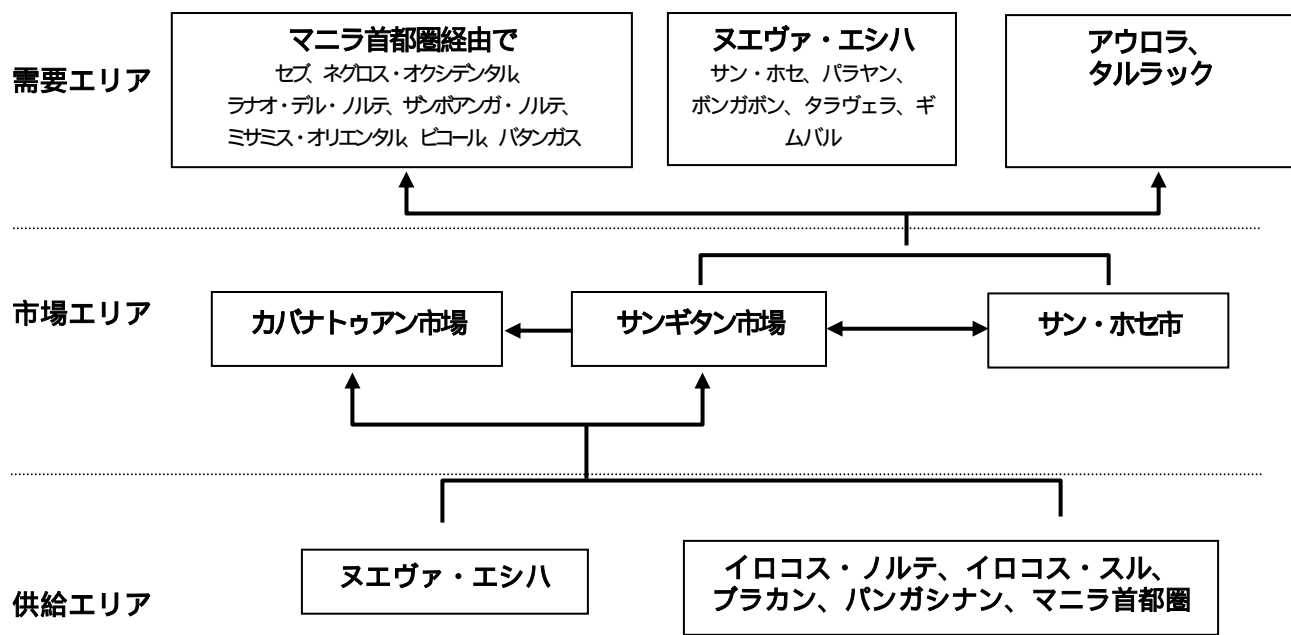 需要エリア
マニラ首都圏経由で
セブ、ネグロス・オクシデンタル、
ラナオ・デル・ノルテ、ザンボアンガ・ノルテ、
ミサミス・オリエンタル、ビコール、バタンガス
ヌエヴァ・エシハ
サン・ホセ、パラヤン、
ボンガボン、タラヴェラ、ギ
ムバル
アウロラ、
タルラック
市場エリア
カバナトゥアン市場
サンギタン市場
サン・ホセ市
供給エリア
ヌエヴァ・エシハ
イロコス・ノルテ、イロコス・スル、
ブラカン、パンガシナン、マニラ首都圏